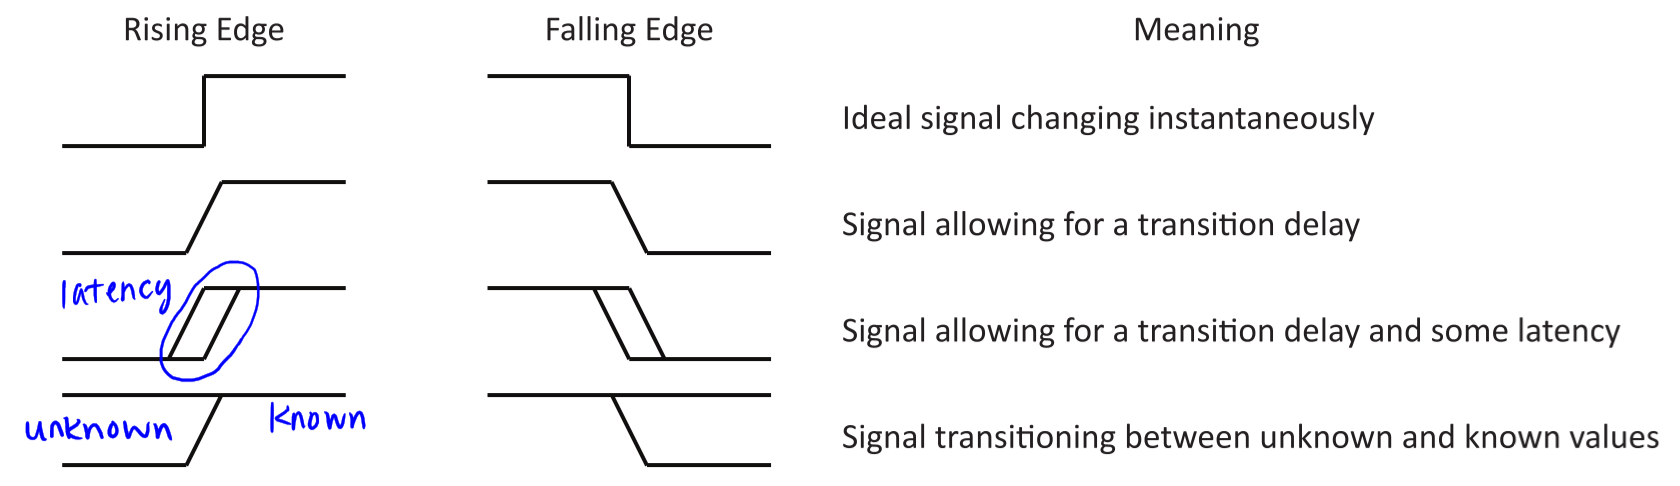 Rising Edge Falling Edge Meaning
Ideal signal changing instantaneously
Signal allowing for a transition delay
latency
Signal allowing for a transition delay and some latency
unknown known
Signal transitioning between unknown and known values